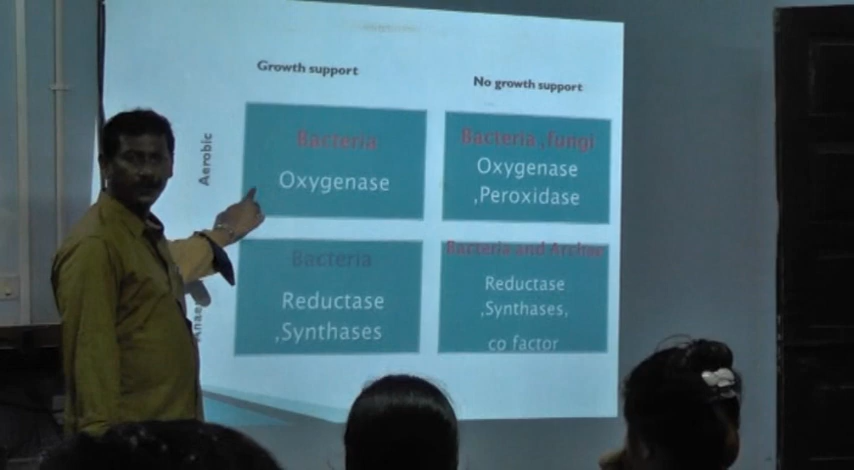 Growth support
No growth support
Aerobic
Bacteria
Oxygenase
Bacteria ,fungi
Oxygenase
,Peroxidase
Bacteria
Reductase
,Synthases
Bacteria and Archae
Reductase
,Synthases,
co factor